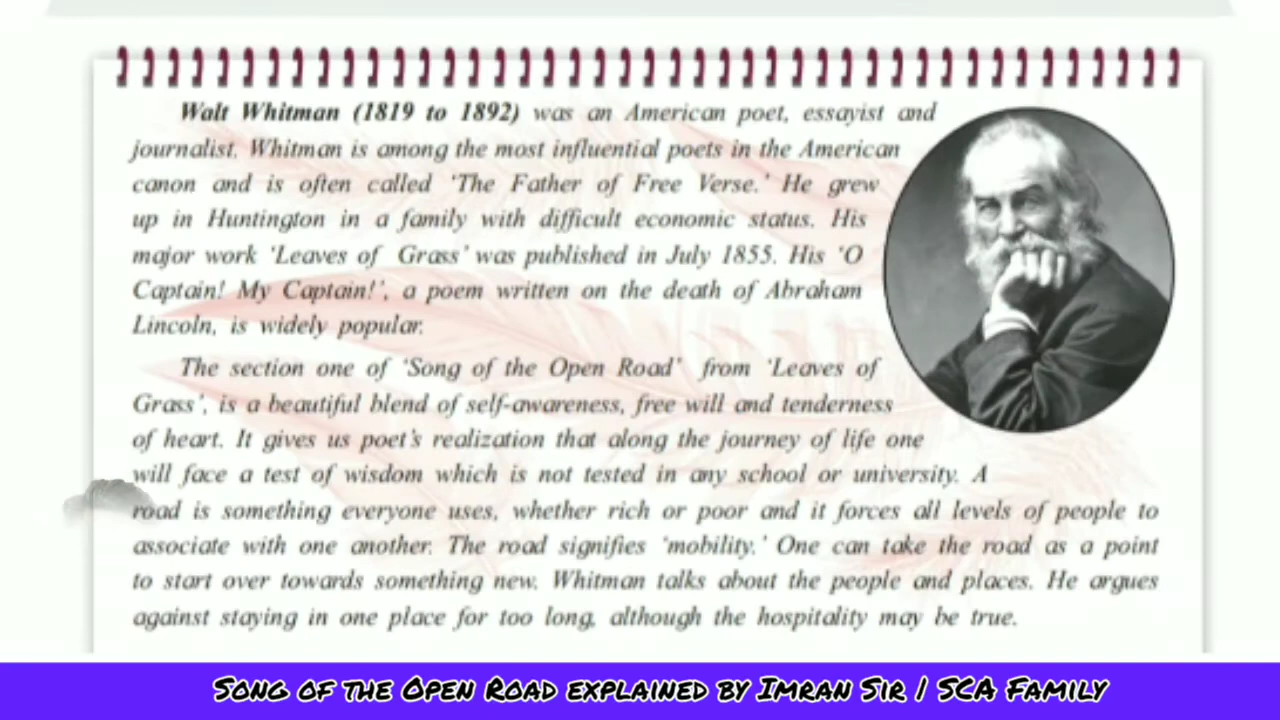 Walt Whitman (1819 to 1892) was an American poet, essayist and
journalist. Whitman is among the most influential poets in the American
canon and is often called 'The Father of Free Verse.' He grew
up in Huntington in a family with difficult economic status. His
major work 'Leaves of Grass' was published in July 1855. His 'O
Captain! My Captain!', a poem written on the death of Abraham
Lincoln, is widely popular.
The section one of 'Song of the Open Road' from 'Leaves of
Grass', is a beautiful blend of self-awareness, free will and tenderness
of heart. It gives us poet's realization that along the journey of life one
will face a test of wisdom which is not tested in any school or university. A
road is something everyone uses, whether rich or poor and it forces all levels of people to
associate with one another. The road signifies 'mobility.' One can take the road as a point
to start over towards something new. Whitman talks about the people and places. He argues
against staying in one place for too long, although the hospitality may be true.
Song of the Open Road explained by Imran Sir / SCA Family